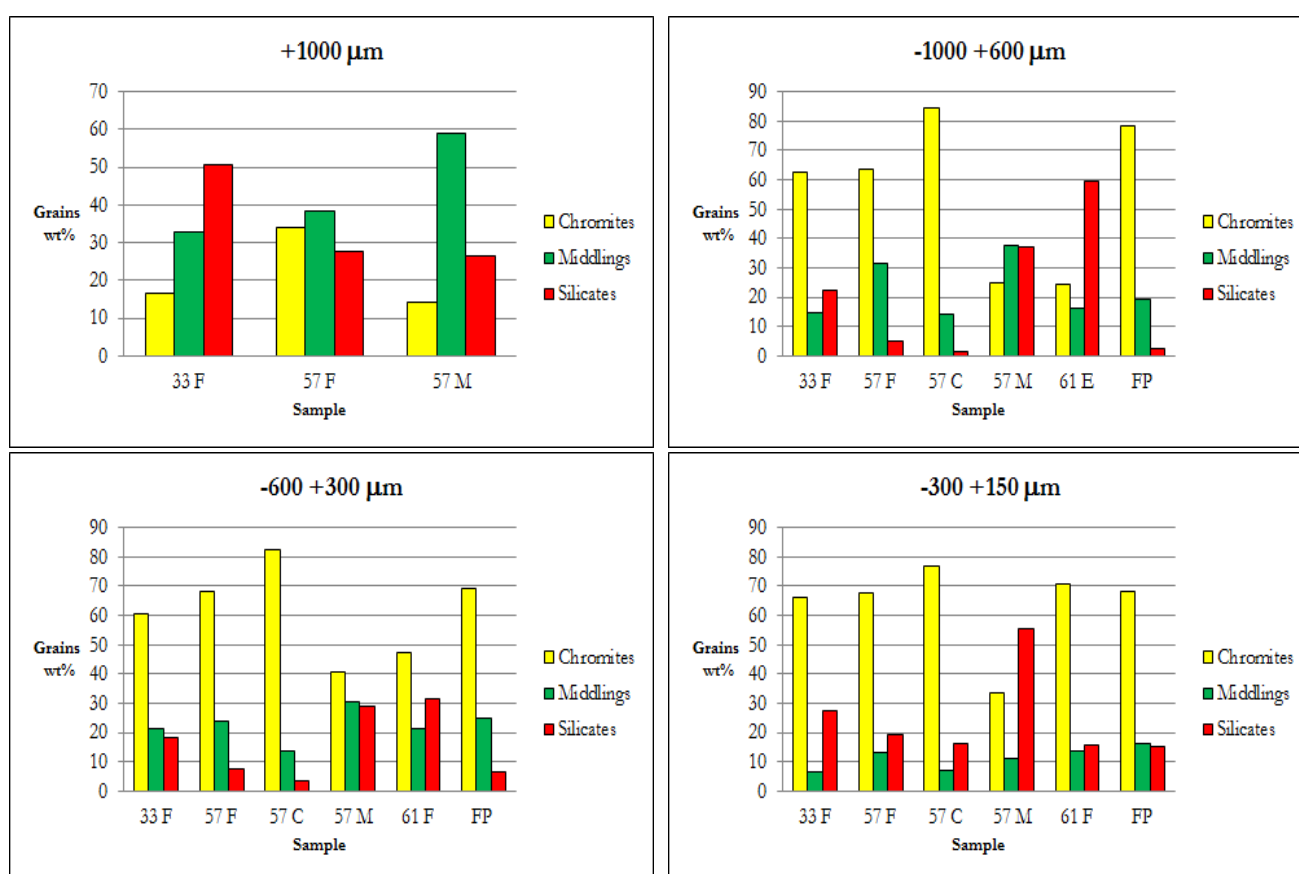 +1000 µm
70
60
50
40
30
20
10
0
Grains
wt%
33 F 57 F 57 M
Sample
Chromites
Middlings
Silicates
-1000 +600µm
90
80
70
60
50
40
30
20
10
0
Grains
wt%
33 F 57 F 57 C 57 M 61 E FP
Sample
Chromites
Middlings
Silicates
-600 +300 µm
90
80
70
60
50
40
30
20
10
0
Grains
wt%
33 F 57 F 57 C 57 M 61 F FP
Sample
Chromites
Middlings
Silicates
-300 +150 µm
90
80
70
60
50
40
30
20
10
0
Grains
wt%
33 F 57 F 57 C 57 M 61 F FP
Sample
Chromites
Middlings
Silicates